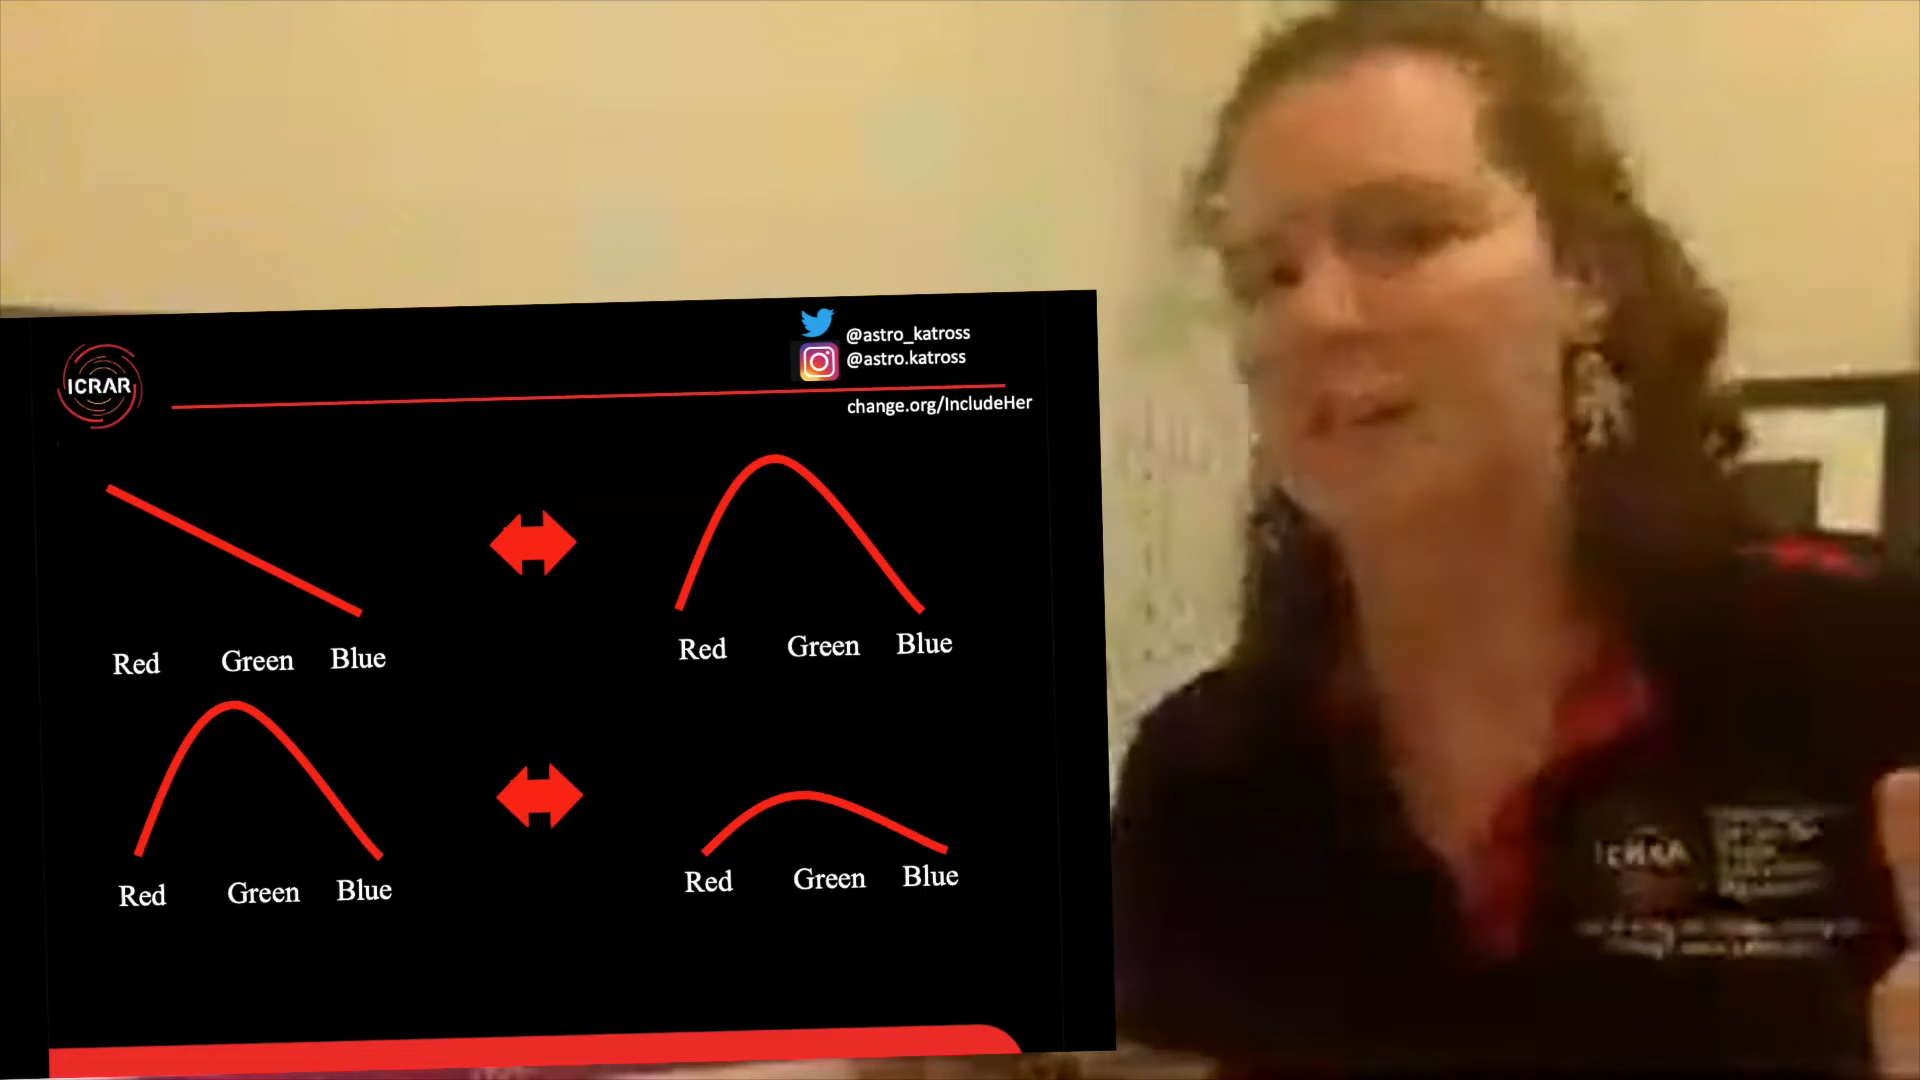 ICRAR
@astro_katross
@astro.katross
change.org/IncludeHer
Red Green Blue
Red Green Blue
Red Green Blue
Red Green Blue
ICRAR